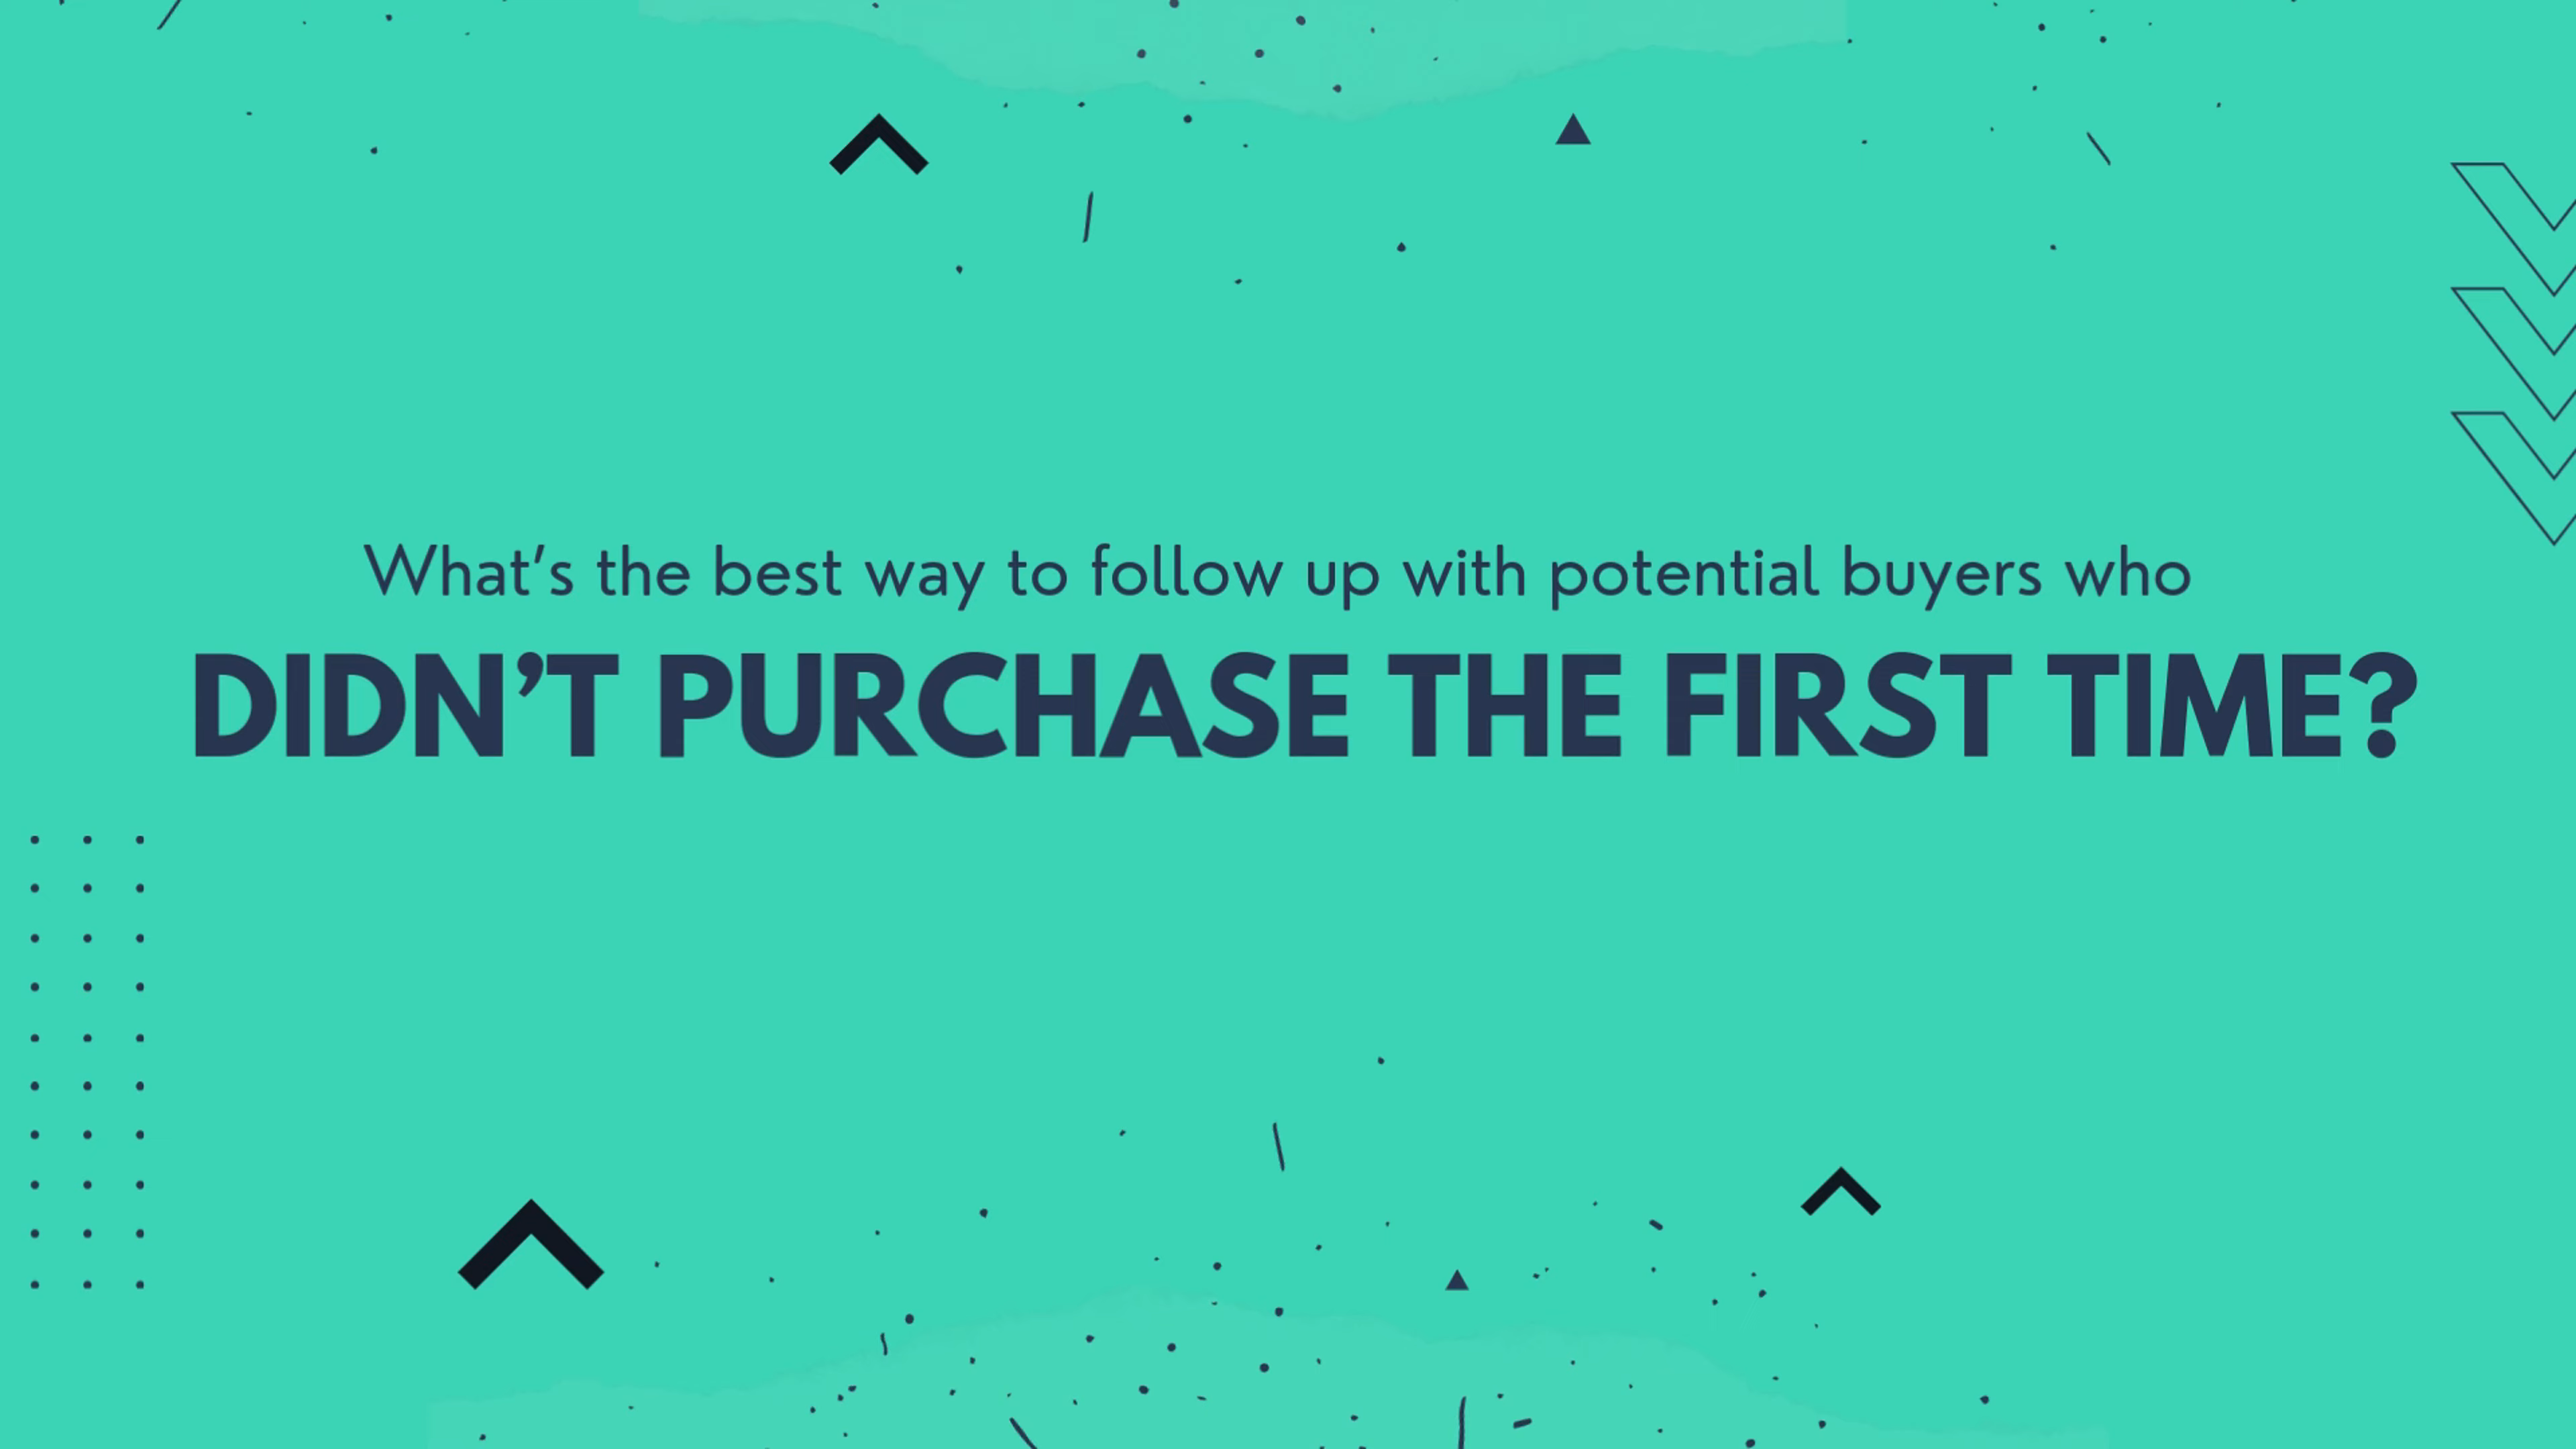 What's the best way to follow up with potential buyers who
DIDN'T PURCHASE THE FIRST TIME?